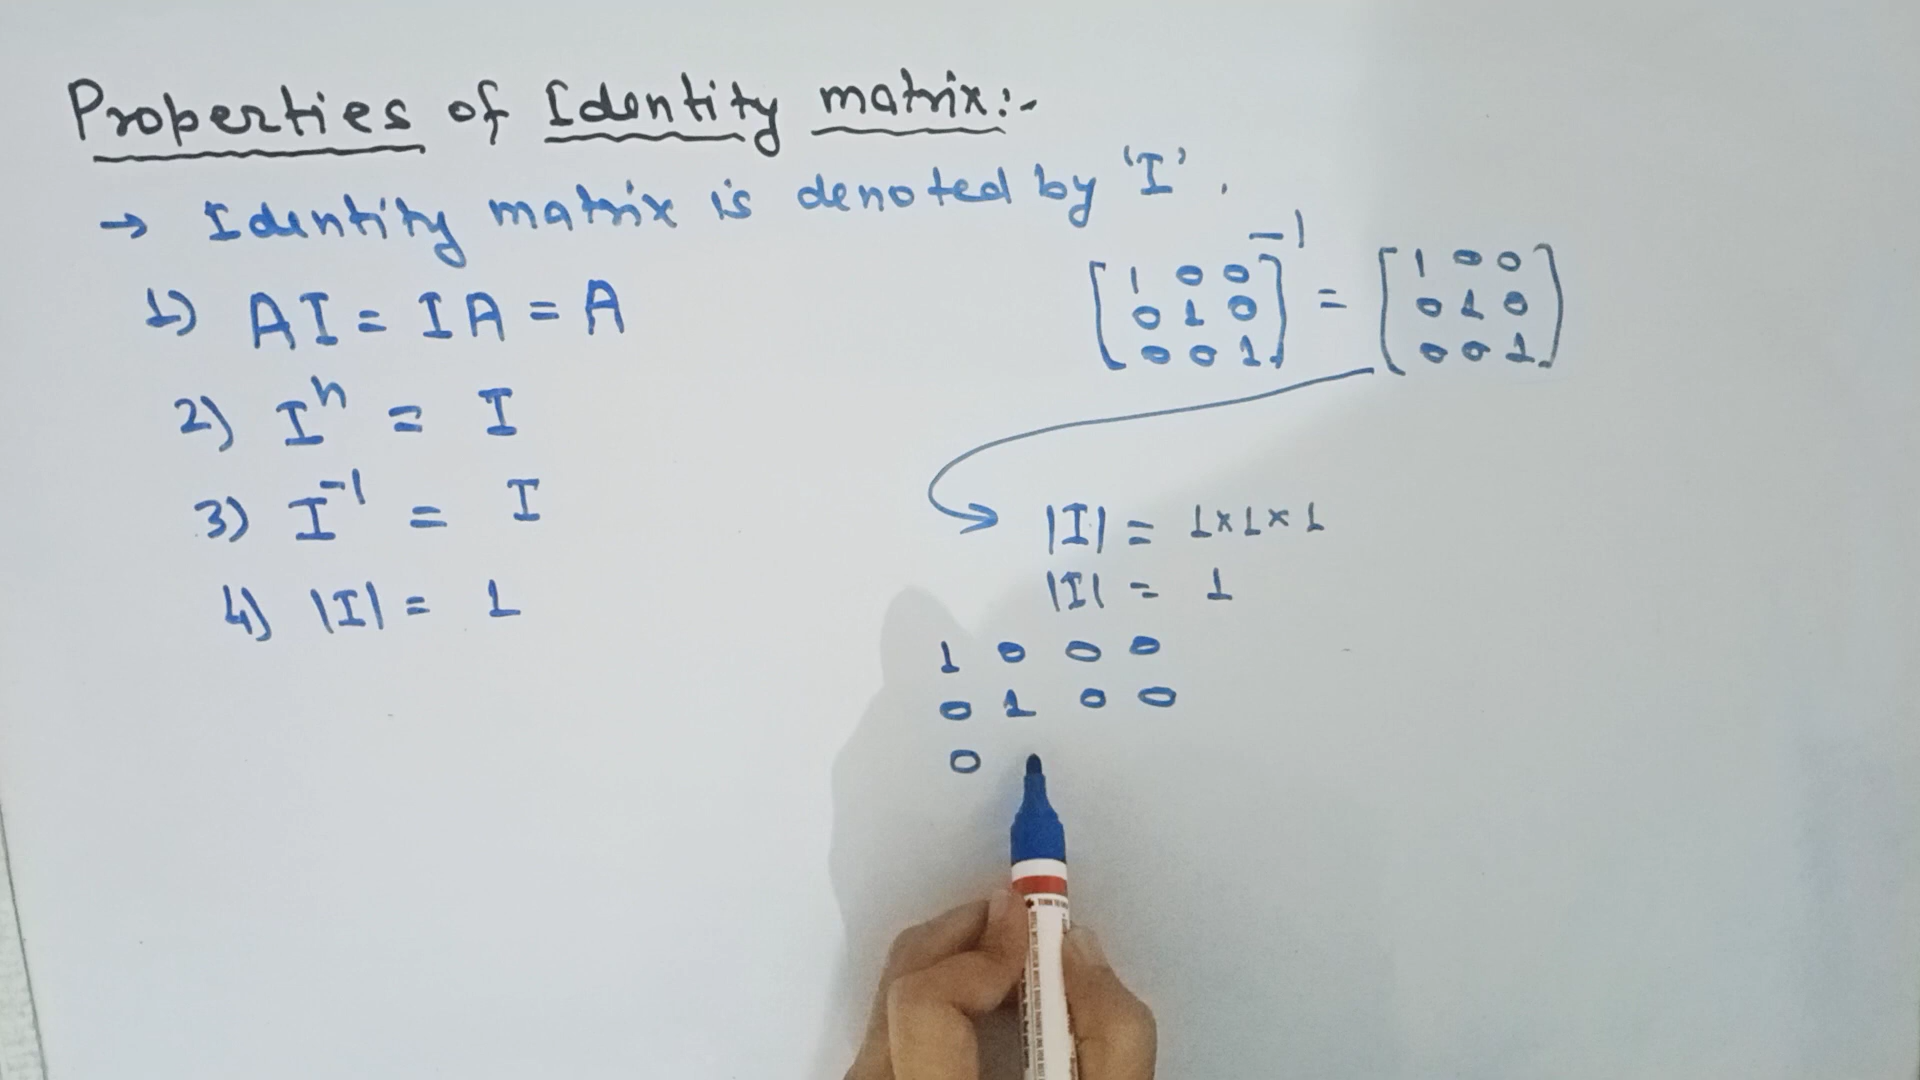 Properties of Identity matrix:-
→ Identity matrix is denoted by 'I'.
1) AI = IA = A
2) Iⁿ = I
3) I⁻¹ = I
4) |I| = 1
[1 0 0]⁻¹ = [1 0 0]
[0 1 0] [0 1 0]
[0 0 1] [0 0 1]
|I| = 1×1×1
|I| = 1
1 0 0 0
0 1 0 0
0